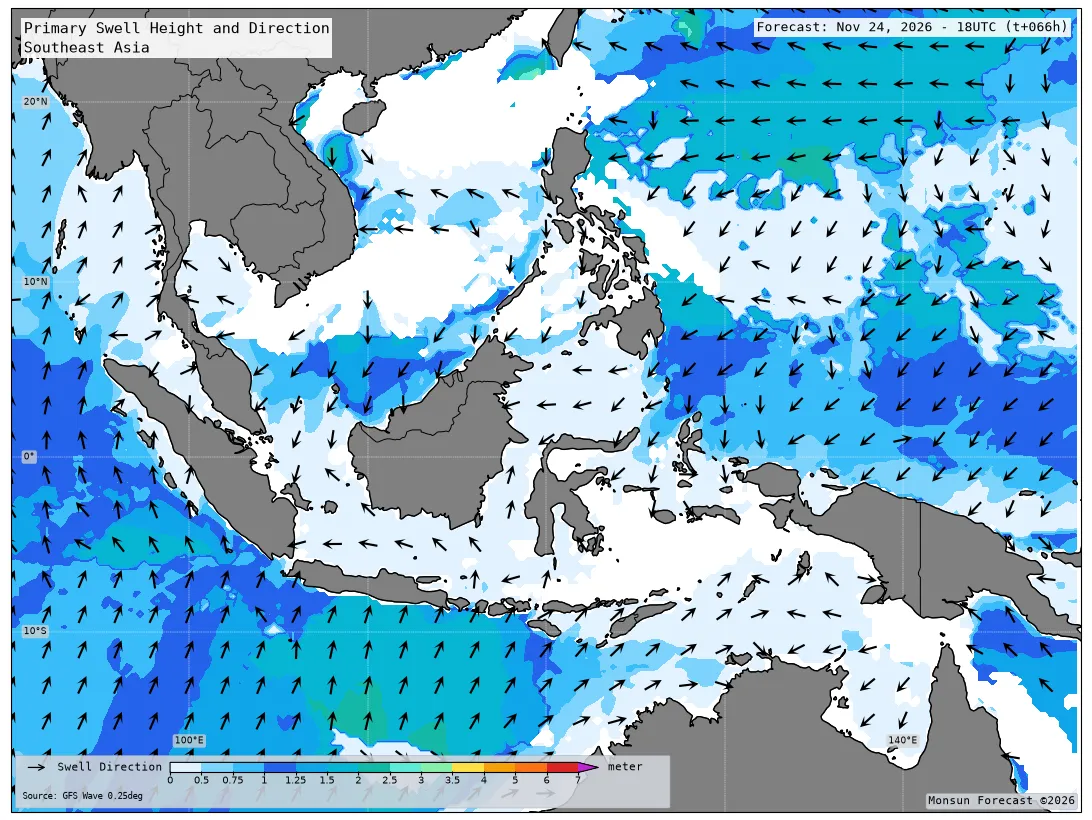 Primary Swell Height and Direction
Southeast Asia
Forecast: Nov 24, 2026 - 18UTC (t+066h)
20°N
10°N
0°
10°S
100°E
140°E
Swell Direction
meter
0 0.5 0.75 1 1.25 1.5 2 2.5 3 3.5 4 5 6 7
Source: GFS Wave 0.25deg
Monsun Forecast ©2026